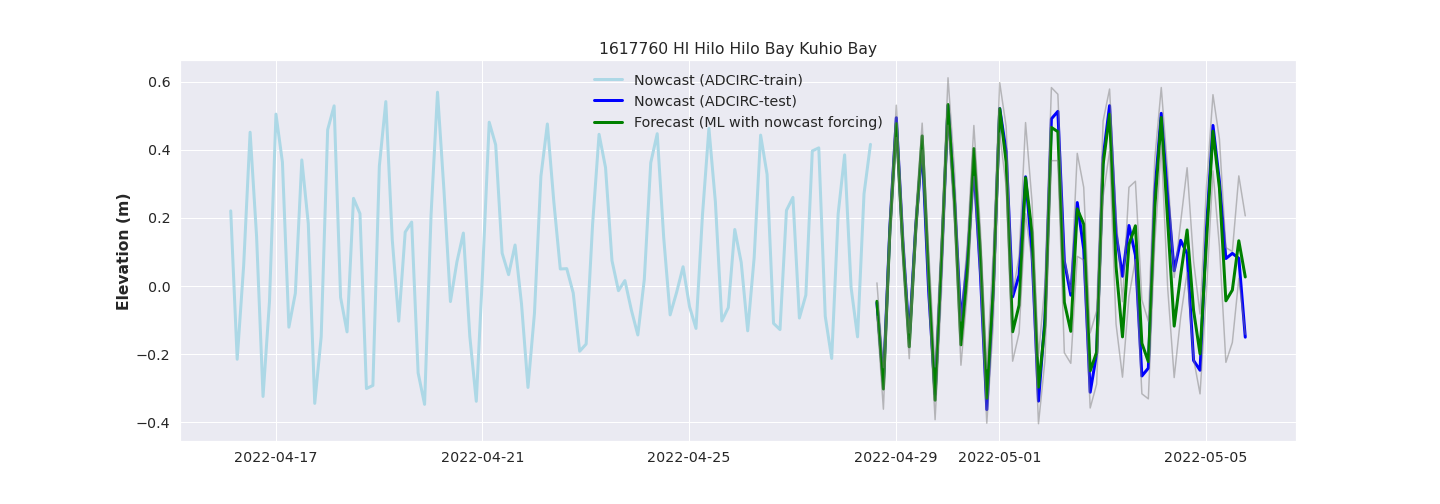 1617760 HI Hilo Hilo Bay Kuhio Bay
Nowcast (ADCIRC-train)
Nowcast (ADCIRC-test)
Forecast (ML with nowcast forcing)
Elevation (m)
0.6
0.4
0.2
0.0
−0.2
−0.4
2022-04-17 2022-04-21 2022-04-25 2022-04-29 2022-05-01 2022-05-05